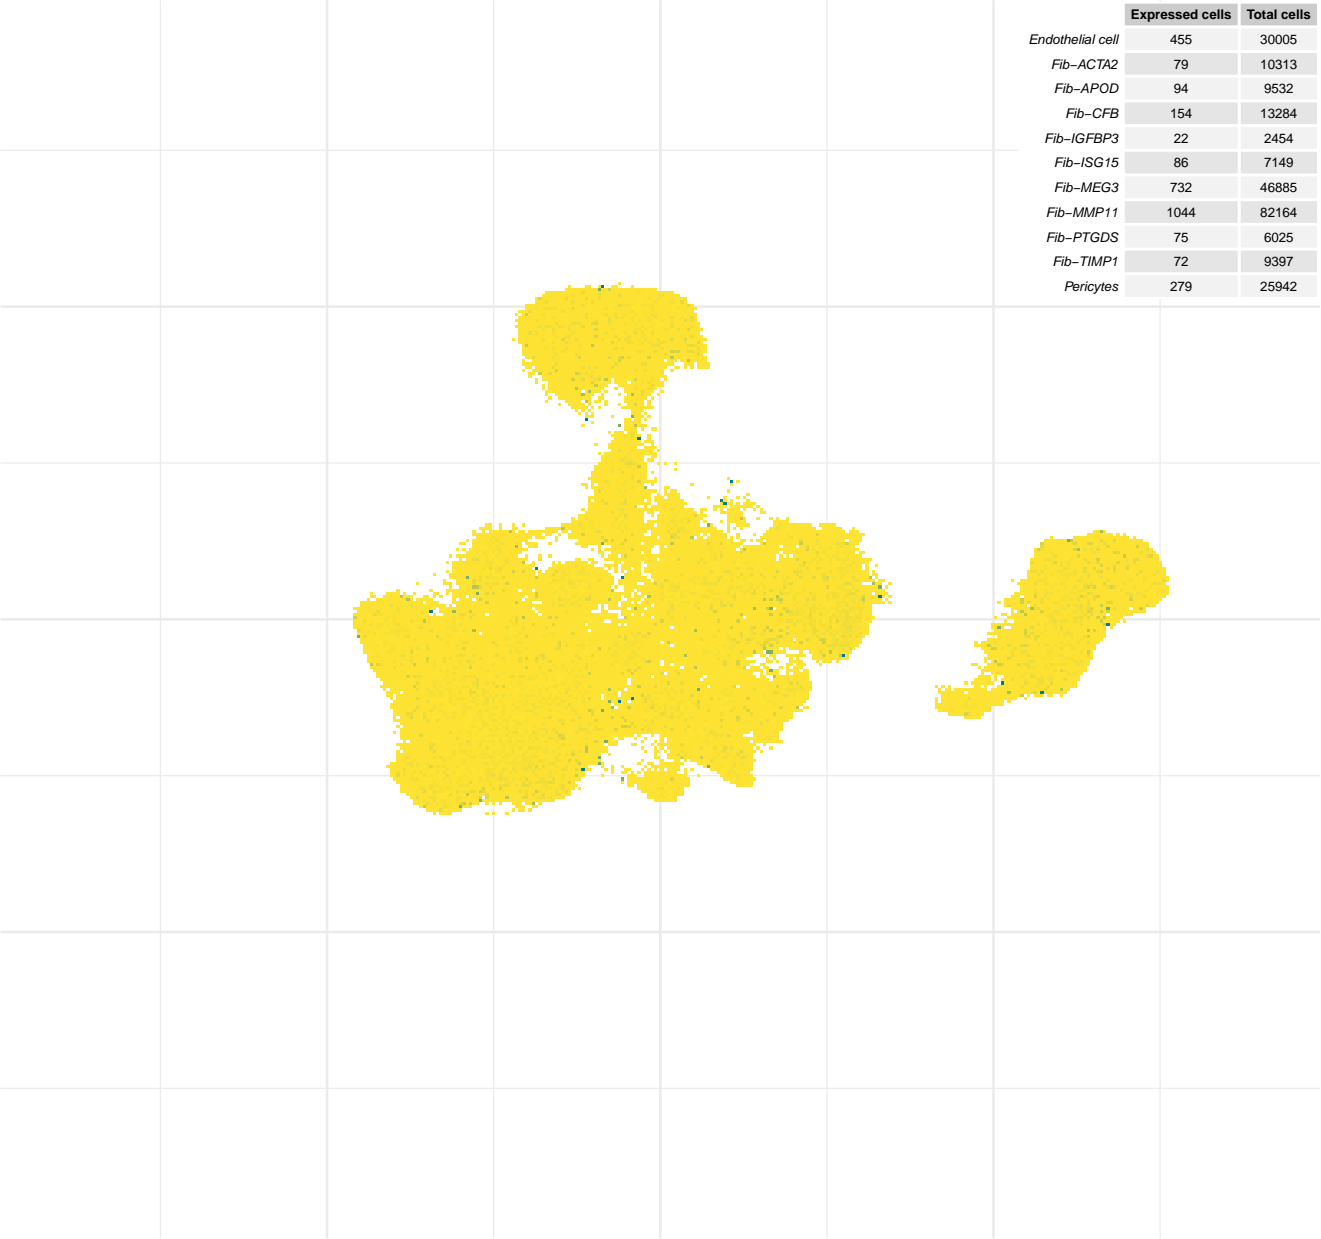 Expressed cells Total cells
Endothelial cell 455 30005
Fib−ACTA2 79 10313
Fib−APOD 94 9532
Fib−CFB 154 13284
Fib−IGFBP3 22 2454
Fib−ISG15 86 7149
Fib−MEG3 732 46885
Fib−MMP11 1044 82164
Fib−PTGDS 75 6025
Fib−TIMP1 72 9397
Pericytes 279 25942